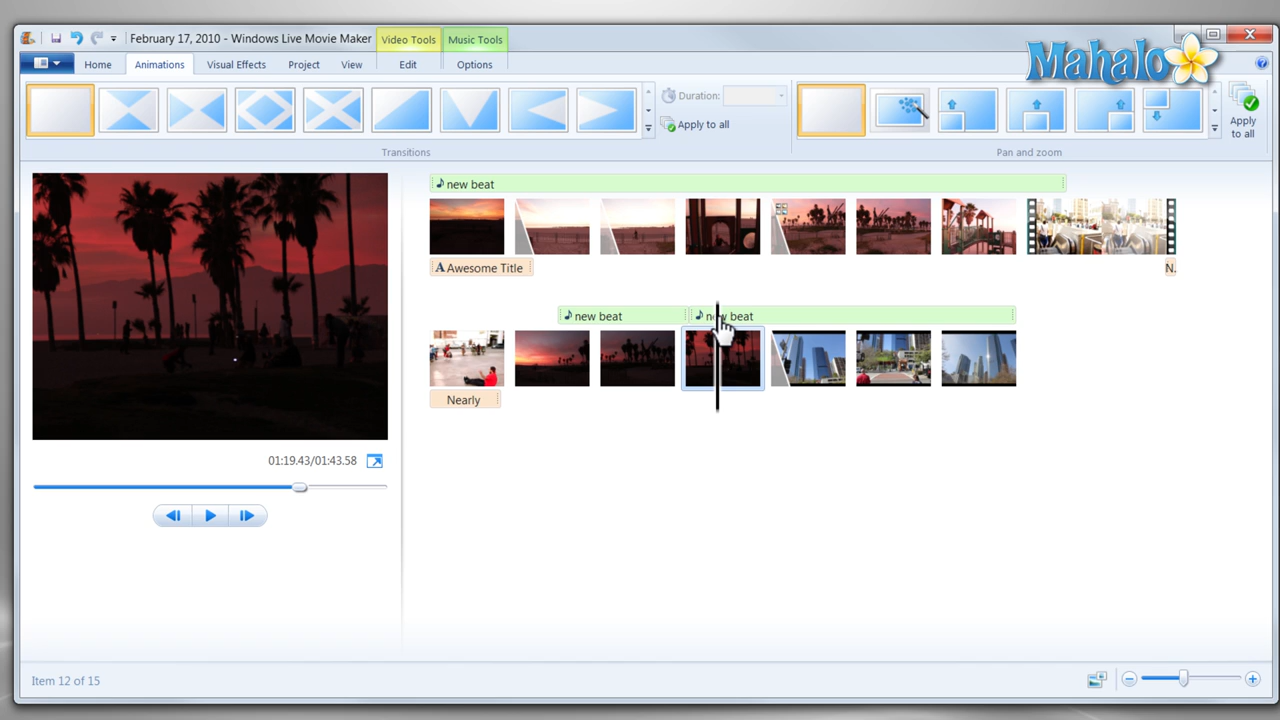 February 17, 2010 - Windows Live Movie Maker
Video Tools
Music Tools
Mahalo
Home
Animations
Visual Effects
Project
View
Edit
Options
Duration:
Apply to all
Apply to all
Transitions
Pan and zoom
new beat
A Awesome Title
N.
new beat
new beat
Nearly
01:19.43/01:43.58
Item 12 of 15